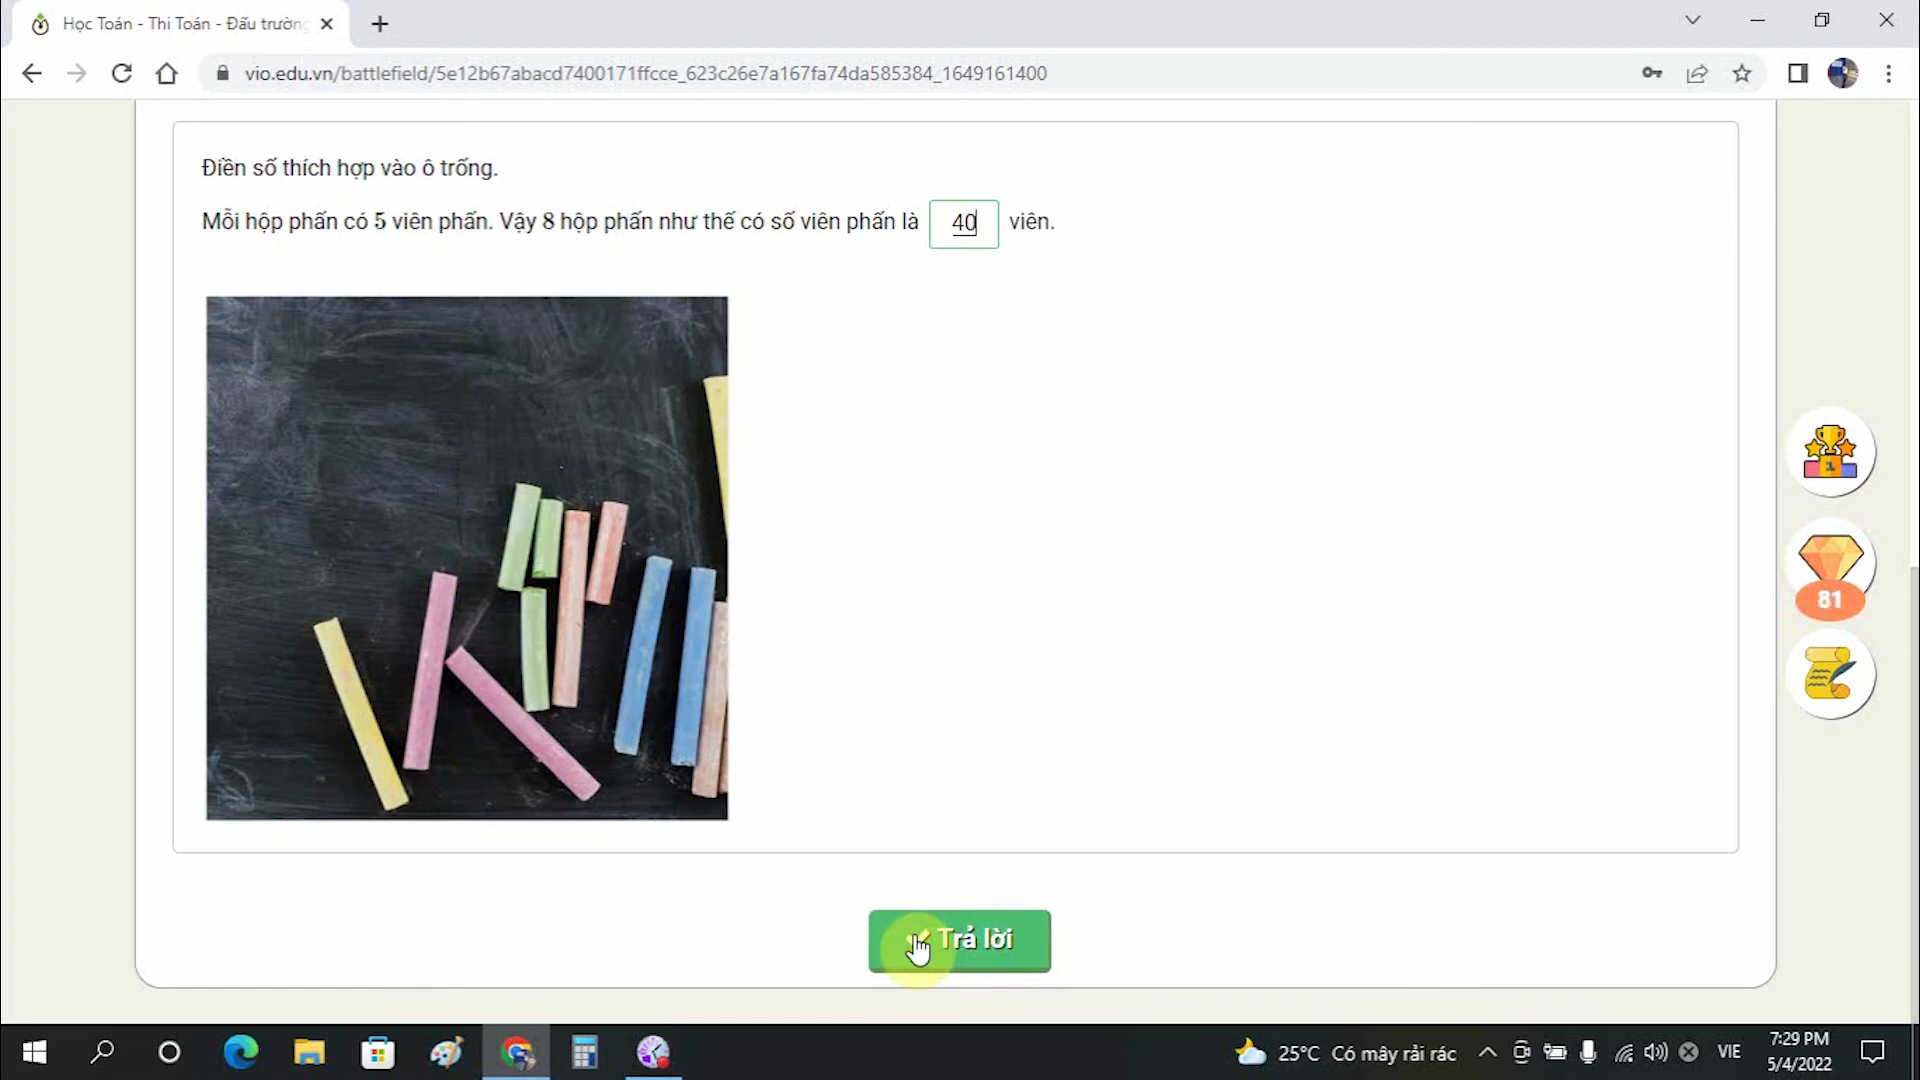 Học Toán - Thi Toán - Đấu trườn
vio.edu.vn/battlefield/5e12b67abacd7400171ffcce_623c26e7a167fa74da585384_1649161400
Điền số thích hợp vào ô trống.
Mỗi hộp phấn có 5 viên phấn. Vậy 8 hộp phấn như thế có số viên phấn là 40 viên.
1
81
Trả lời
25°C Có mây rải rác
VIE
7:29 PM
5/4/2022